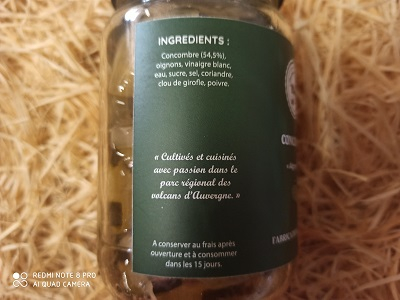 INGREDIENTS :
Concombre (54,5%),
oignons, vinaigre blanc,
eau, sucre, sel, coriandre,
clou de girofle, poivre.
« Cultivés et cuisinés
avec passion dans le
parc régional des
volcans d'Auvergne. »
A conserver au frais après
ouverture et à consommer
dans les 15 jours.
REDMI NOTE 8 PRO
AI QUAD CAMERA